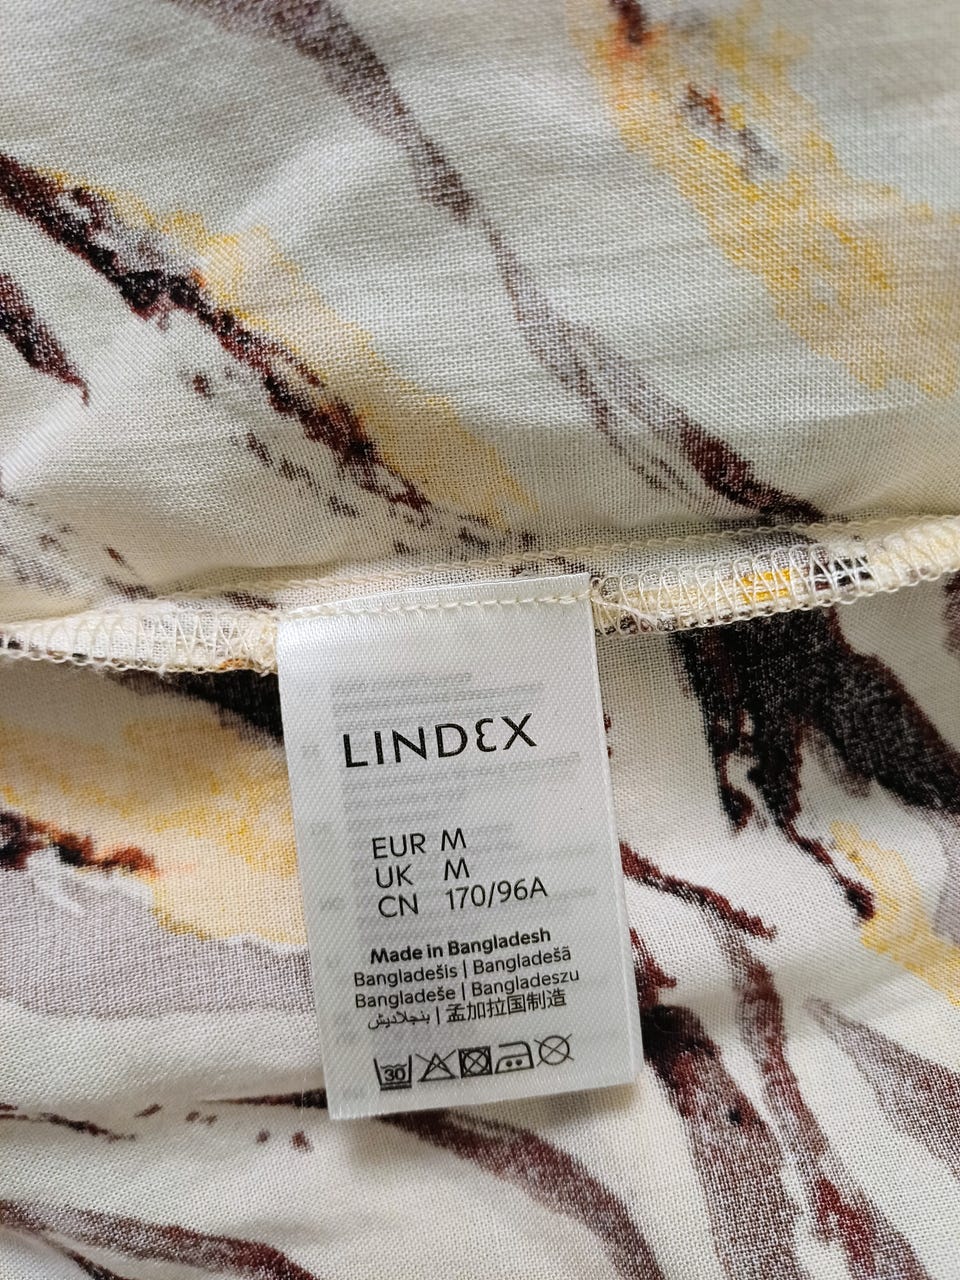 LINDEX
EUR M
UK M
CN 170/96A
Made in Bangladesh
Bangladešis | Bangladešā
Bangladeše | Bangladeszu
بنجلاديش | 孟加拉国制造
30